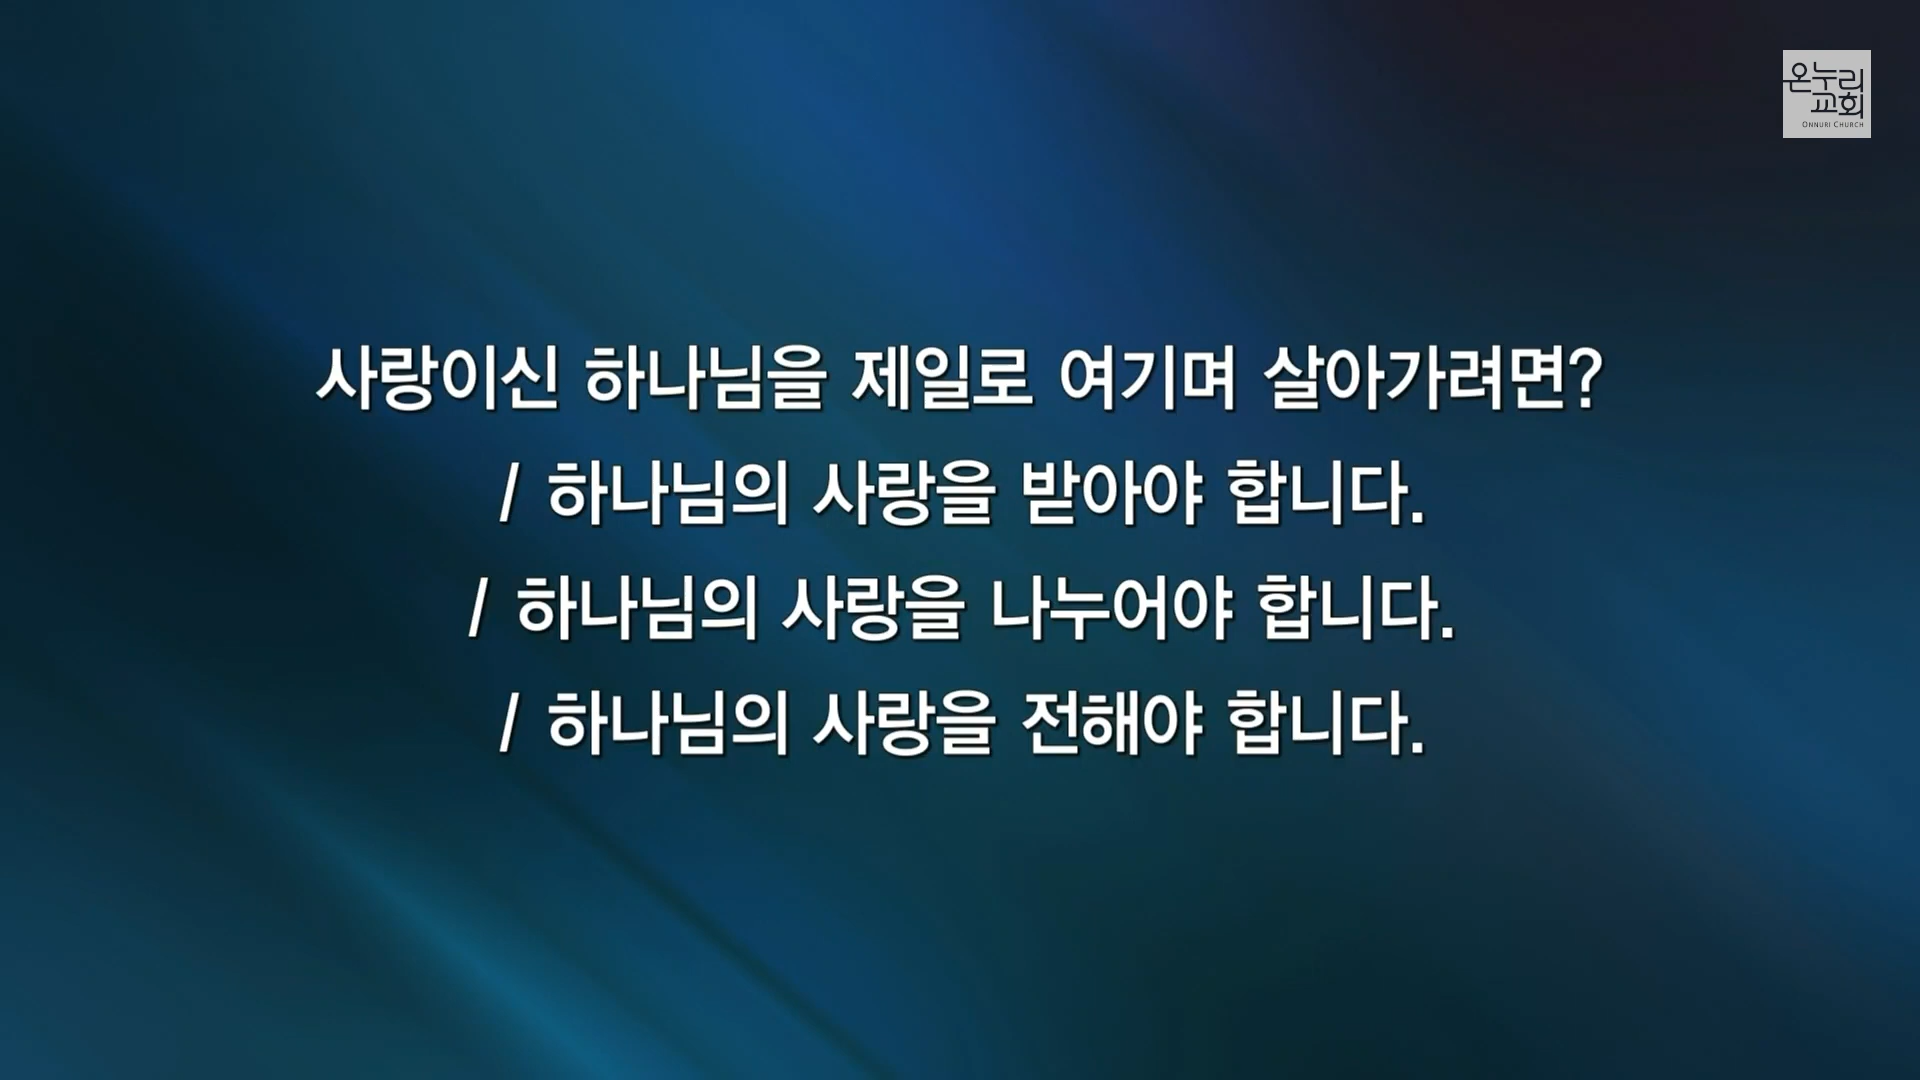 온누리
교회
ONNURI CHURCH
사랑이신 하나님을 제일로 여기며 살아가려면?
/ 하나님의 사랑을 받아야 합니다.
/ 하나님의 사랑을 나누어야 합니다.
/ 하나님의 사랑을 전해야 합니다.